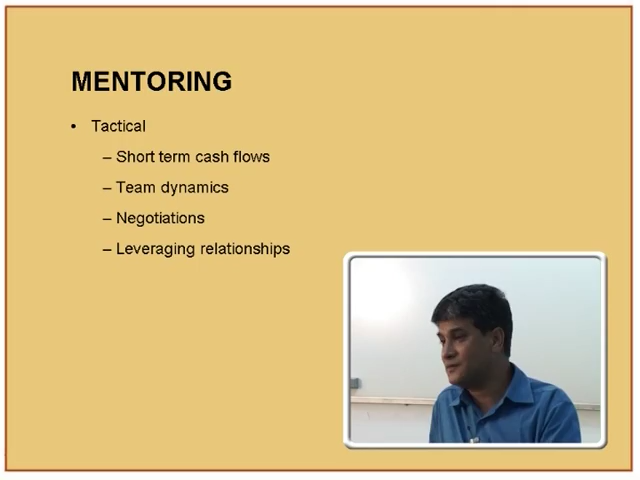 MENTORING
• Tactical
– Short term cash flows
– Team dynamics
– Negotiations
– Leveraging relationships